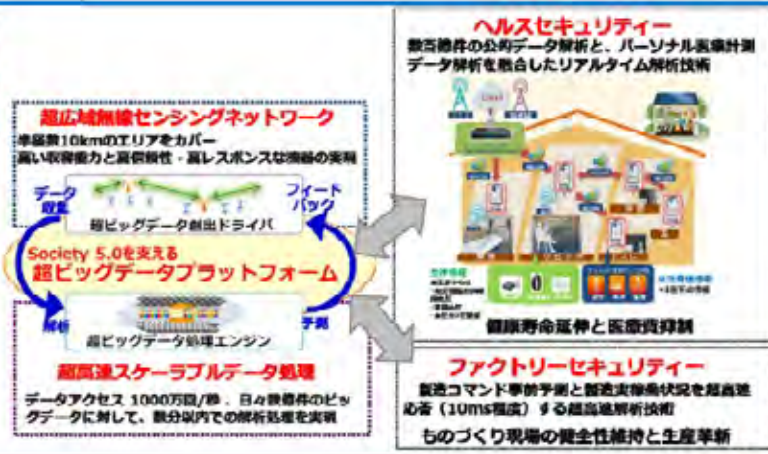 超広域無線センシングネットワーク
半径数10kmのエリアをカバー
高い収容能力と高信頼性・高レスポンスな機器の実現
データ
収集
フィード
バック
超ビッグデータ創出ドライバ
Society 5.0を支える
超ビッグデータプラットフォーム
解析
予測
超ビッグデータ処理エンジン
超高速スケーラブルデータ処理
データアクセス 1000万回/秒、日々数億件のビッ
グデータに対して、数分以内での解析処理を実現
ヘルスセキュリティー
数百億件の公的データ解析と、パーソナル医療計測
データ解析を融合したリアルタイム解析技術
健康寿命延伸と医療費抑制
ファクトリーセキュリティー
製造コマンド事前予測と製造実稼働状況を超高速
応答（10ms程度）する超高速解析技術
ものづくり現場の健全性維持と生産革新